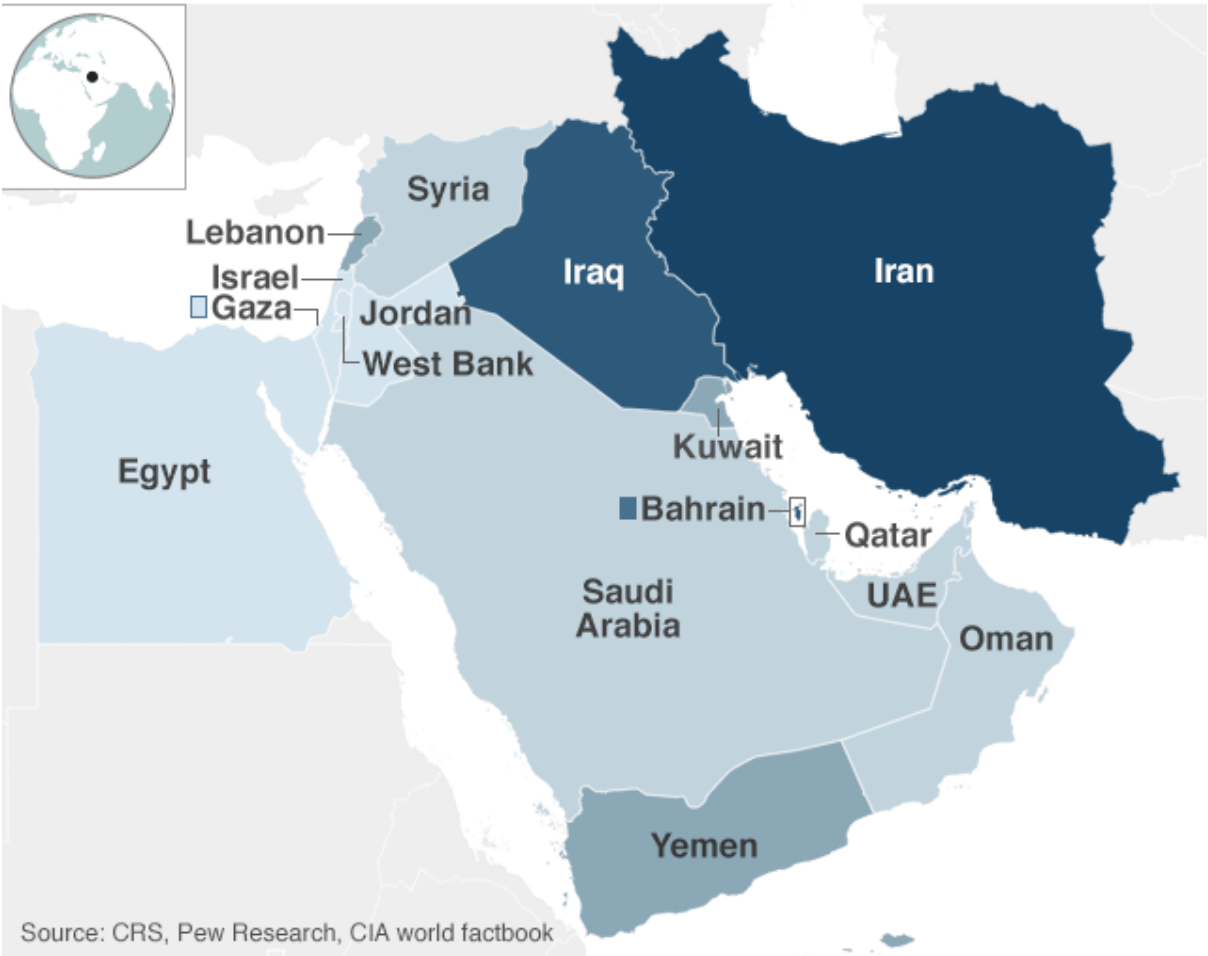 Syria
Lebanon
Israel
Gaza
Jordan
West Bank
Iraq
Iran
Egypt
Kuwait
Bahrain
Qatar
Saudi
Arabia
UAE
Oman
Yemen
Source: CRS, Pew Research, CIA world factbook